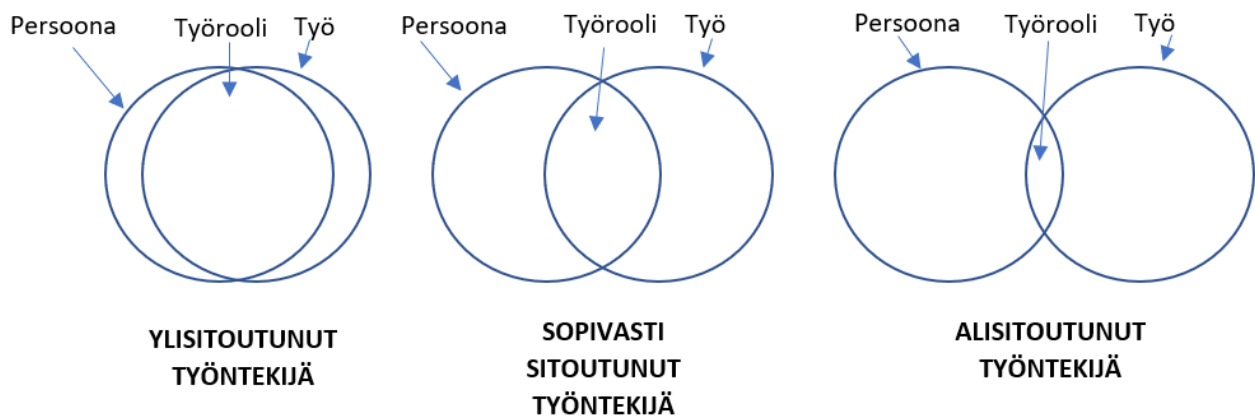 Persoona
Työrooli
Työ
YLISITOUTUNUT
TYÖNTEKIJÄ
Persoona
Työrooli
Työ
SOPIVASTI
SITOUTUNUT
TYÖNTEKIJÄ
Persoona
Työrooli
Työ
ALISITOUTUNUT
TYÖNTEKIJÄ